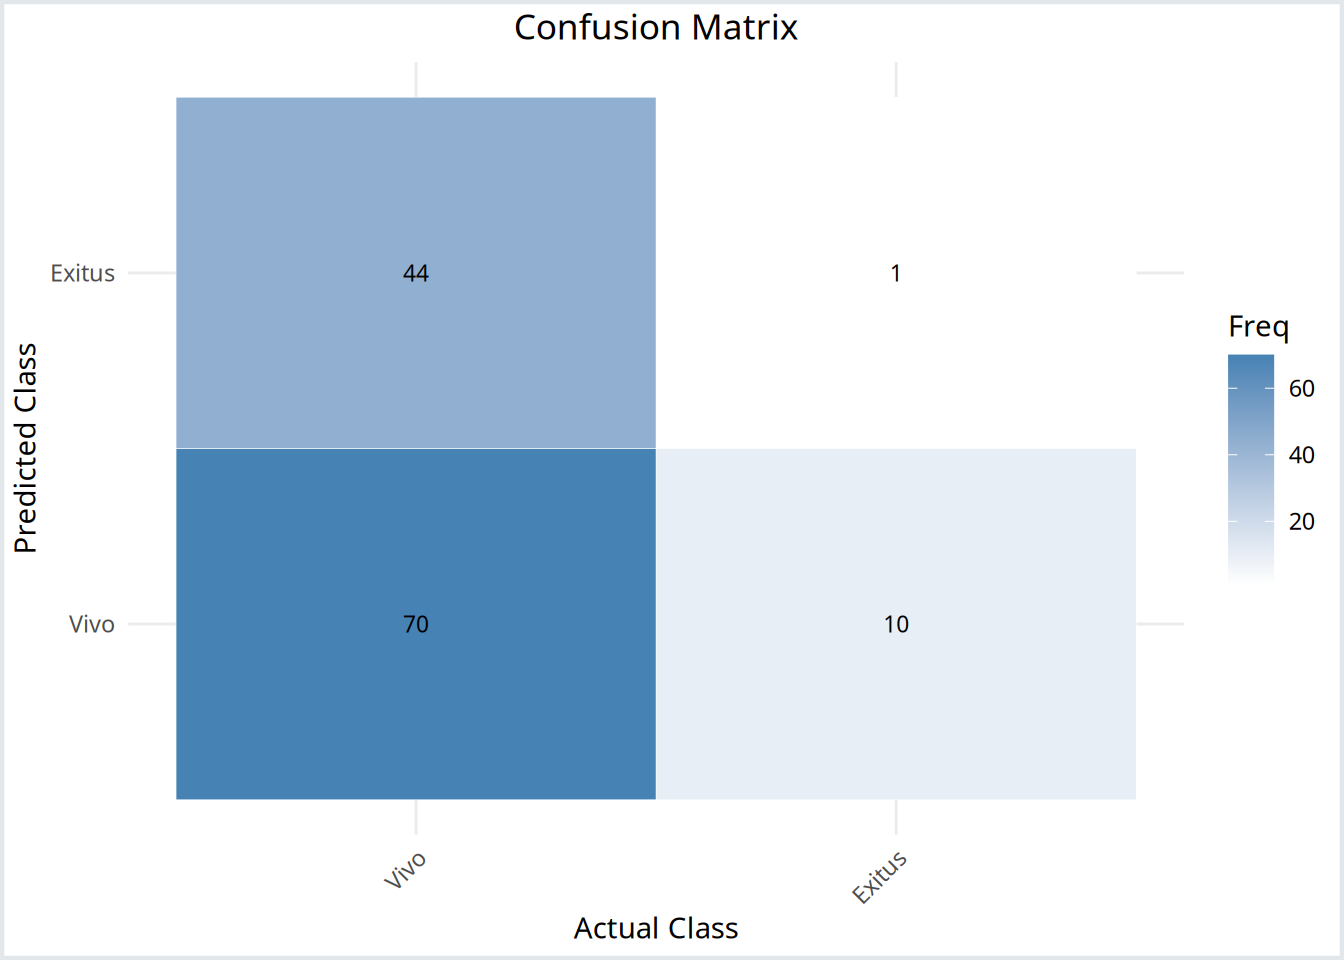 Confusion Matrix
Exitus
44
1
Vivo
70
10
Predicted Class
Vivo
Exitus
Actual Class
Freq
60
40
20